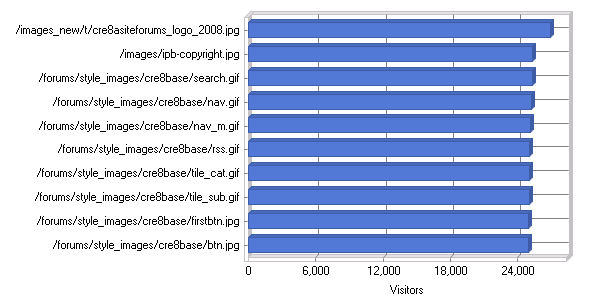 /images_new/t/cre8asiteforums_logo_2008.jpg
/images/ipb-copyright.jpg
/forums/style_images/cre8base/search.gif
/forums/style_images/cre8base/nav.gif
/forums/style_images/cre8base/nav_m.gif
/forums/style_images/cre8base/rss.gif
/forums/style_images/cre8base/tile_cat.gif
/forums/style_images/cre8base/tile_sub.gif
/forums/style_images/cre8base/firstbtn.jpg
/forums/style_images/cre8base/btn.jpg
0 6,000 12,000 18,000 24,000
Visitors